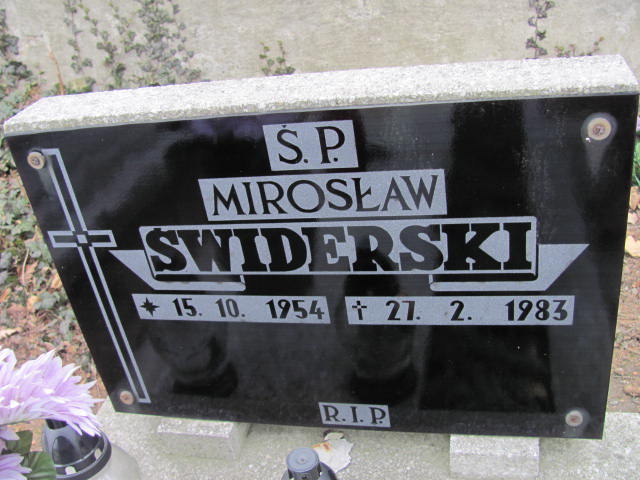 Ś.P.
MIROSŁAW
ŚWIDERSKI
* 15. 10. 1954 † 27. 2. 1983
R.I.P.